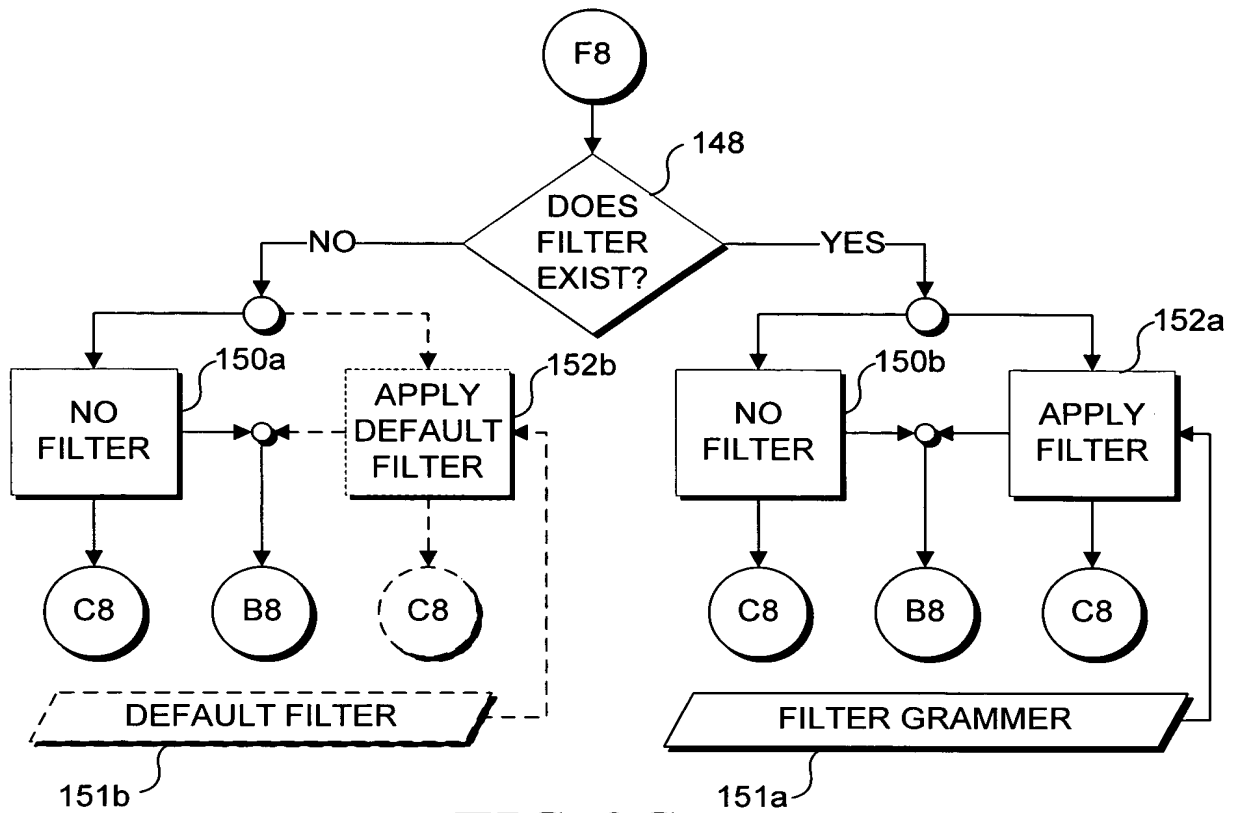 F8
148
DOES
FILTER
EXIST?
NO
YES
150a
152b
150b
152a
NO
FILTER
APPLY
DEFAULT
FILTER
NO
FILTER
APPLY
FILTER
C8
B8
C8
C8
B8
C8
DEFAULT FILTER
FILTER GRAMMER
151b
151a